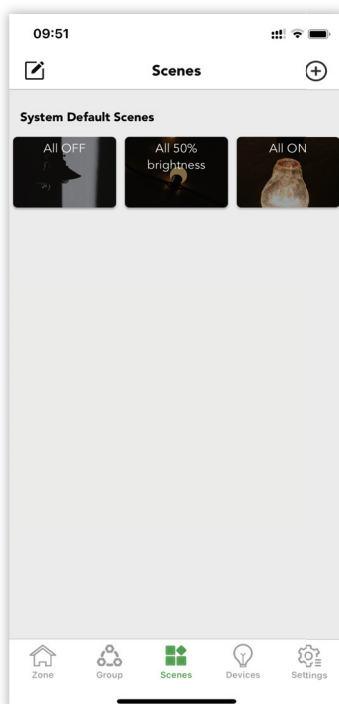 09:51
Scenes
System Default Scenes
All OFF
All 50%
brightness
All ON
Zone
Group
Scenes
Devices
Settings